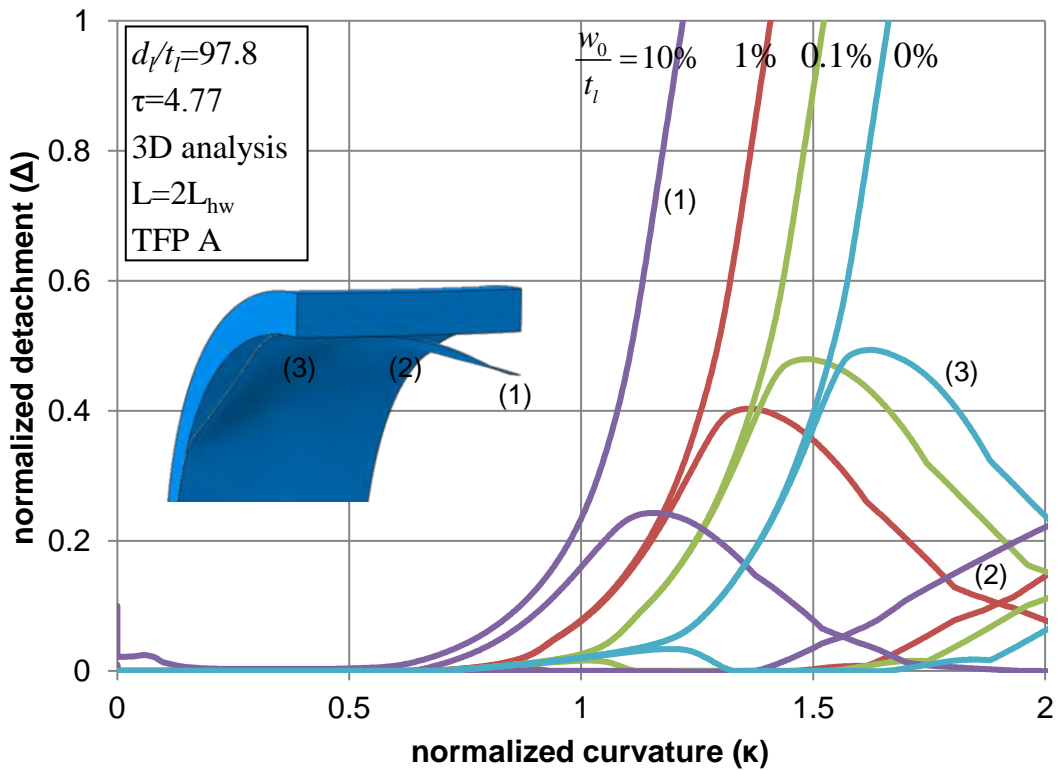 normalized detachment (Δ)
1
0.8
0.6
0.4
0.2
0
d_l/t_l=97.8
τ=4.77
3D analysis
L=2L_hw
TFP A
w_0/t_l = 10% 1% 0.1% 0%
(1)
(3)
(2)
(1)
(3)
(2)
0 0.5 1 1.5 2
normalized curvature (κ)